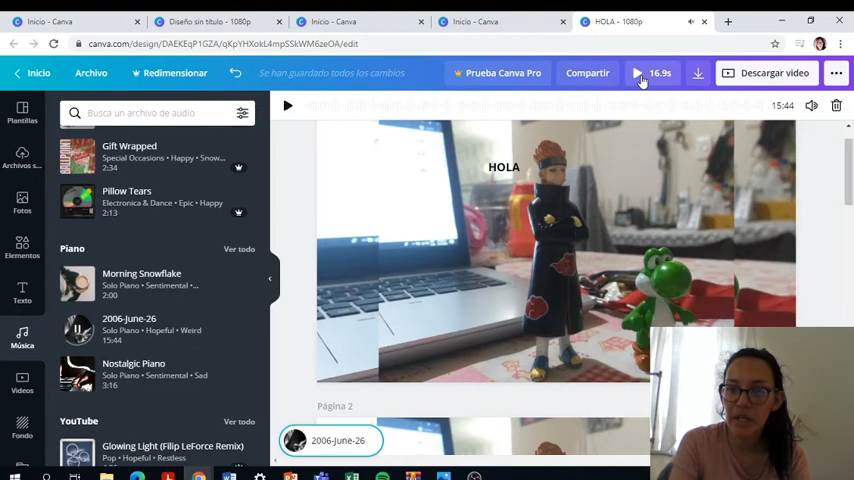 Inicio - Canva
Diseño sin título - 1080p
Inicio - Canva
Inicio - Canva
HOLA - 1080p
canva.com/design/DAEKEqP1GZA/qKpYHXokL4mpSSkWM6zeOA/edit
Inicio
Archivo
Redimensionar
Se han guardado todos los cambios
Prueba Canva Pro
Compartir
16.9s
Descargar video
Plantillas
Archivos s...
Fotos
Elementos
Texto
Música
Videos
Fondo
Busca un archivo de audio
Gift Wrapped
Special Occasions • Happy • Snow...
2:34
Pillow Tears
Electronica & Dance • Epic • Happy
2:13
Piano
Ver todo
Morning Snowflake
Solo Piano • Sentimental •...
2:00
2006-June-26
Solo Piano • Hopeful • Weird
15:44
Nostalgic Piano
Solo Piano • Sentimental • Sad
3:16
YouTube
Ver todo
Glowing Light (Filip LeForce Remix)
Pop • Hopeful • Restless
15:44
HOLA
Página 2
2006-June-26